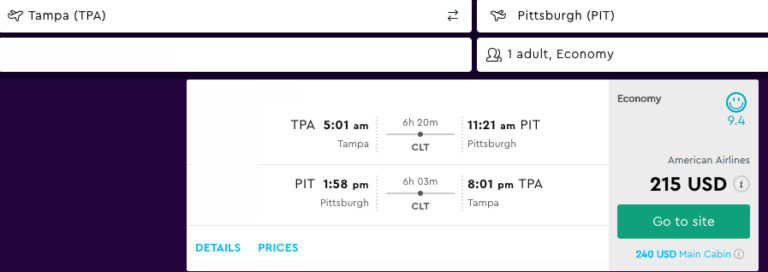 Tampa (TPA)
Pittsburgh (PIT)
1 adult, Economy
TPA 5:01 am 6h 20m 11:21 am PIT
Tampa CLT Pittsburgh
PIT 1:58 pm 6h 03m 8:01 pm TPA
Pittsburgh CLT Tampa
DETAILS PRICES
Economy
9.4
American Airlines
215 USD i
Go to site
240 USD Main Cabin i